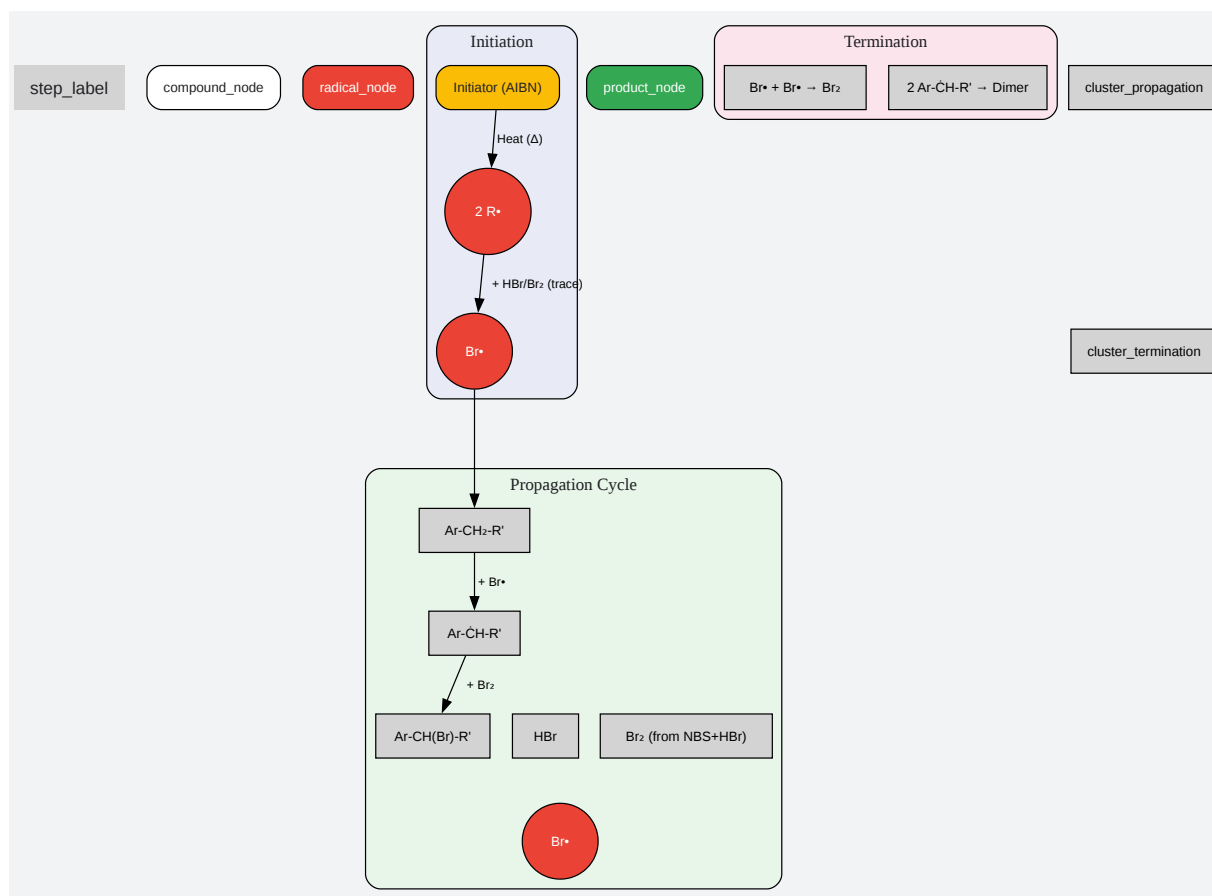 Initiation
Termination
step_label
compound_node
radical_node
Initiator (AIBN)
product_node
Br• + Br• → Br₂
2 Ar-ĊH-R' → Dimer
cluster_propagation
Heat (Δ)
2 R•
+ HBr/Br₂ (trace)
Br•
cluster_termination
Propagation Cycle
Ar-CH₂-R'
+ Br•
Ar-ĊH-R'
+ Br₂
Ar-CH(Br)-R'
HBr
Br₂ (from NBS+HBr)
Br•